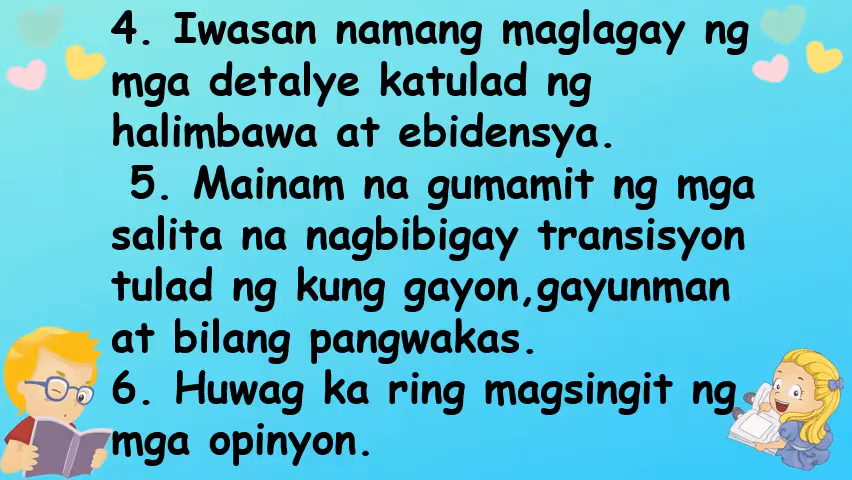 4. Iwasan namang maglagay ng
mga detalye katulad ng
halimbawa at ebidensya.
5. Mainam na gumamit ng mga
salita na nagbibigay transisyon
tulad ng kung gayon,gayunman
at bilang pangwakas.
6. Huwag ka ring magsingit ng
mga opinyon.